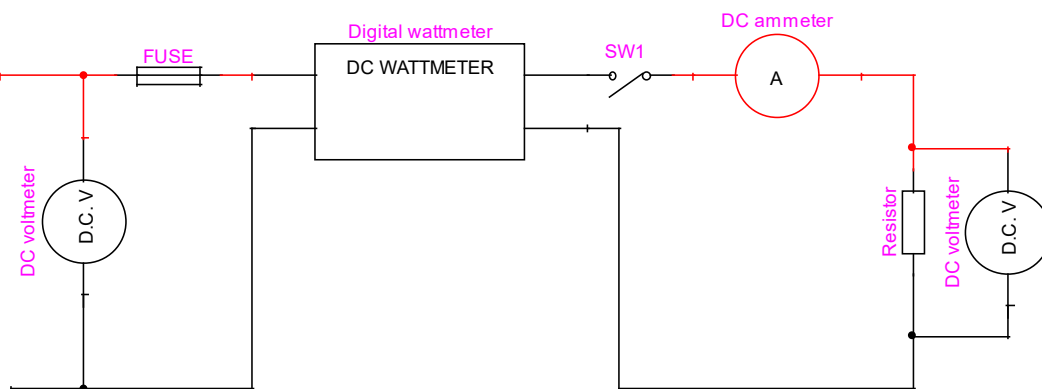 DC ammeter
Digital wattmeter
SW1
FUSE
DC WATTMETER
A
DC voltmeter
D.C. V
Resistor
DC voltmeter
D.C. V